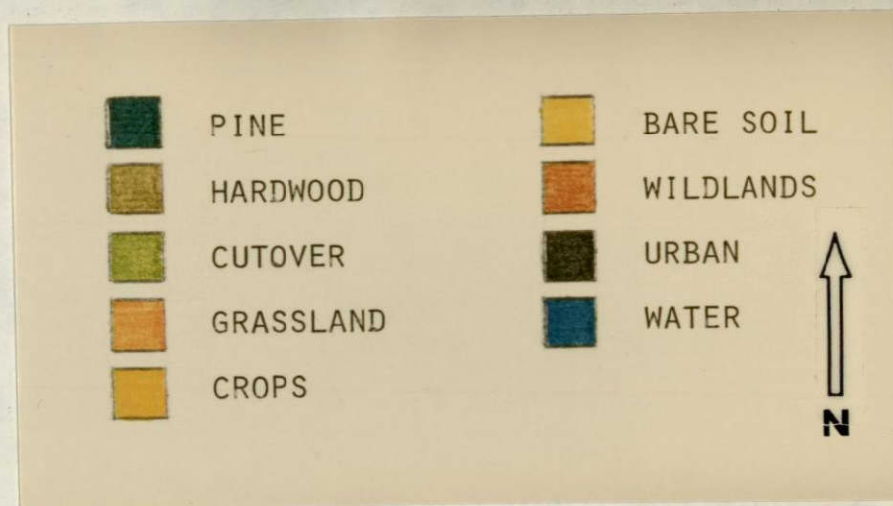 PINE
HARDWOOD
CUTOVER
GRASSLAND
CROPS
BARE SOIL
WILDLANDS
URBAN
WATER
N